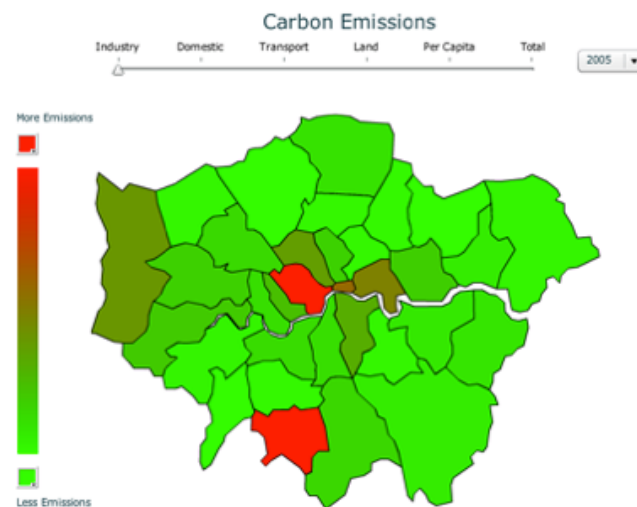 Carbon Emissions
Industry Domestic Transport Land Per Capita Total
2005
More Emissions
Less Emissions